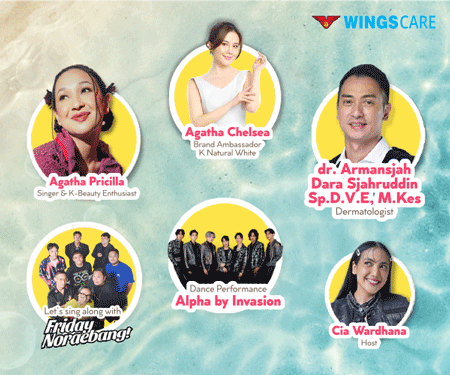 WINGSCARE
Agatha Pricilla
Singer & K-Beauty Enthusiast
Agatha Chelsea
Brand Ambassador
K Natural White
dr. Armansjah
Dara Sjahruddin
Sp.D.V.E, M.Kes
Dermatologist
Let's sing along with
Friday
Noraebang!
Dance Performance
Alpha by Invasion
Cia Wardhana
Host